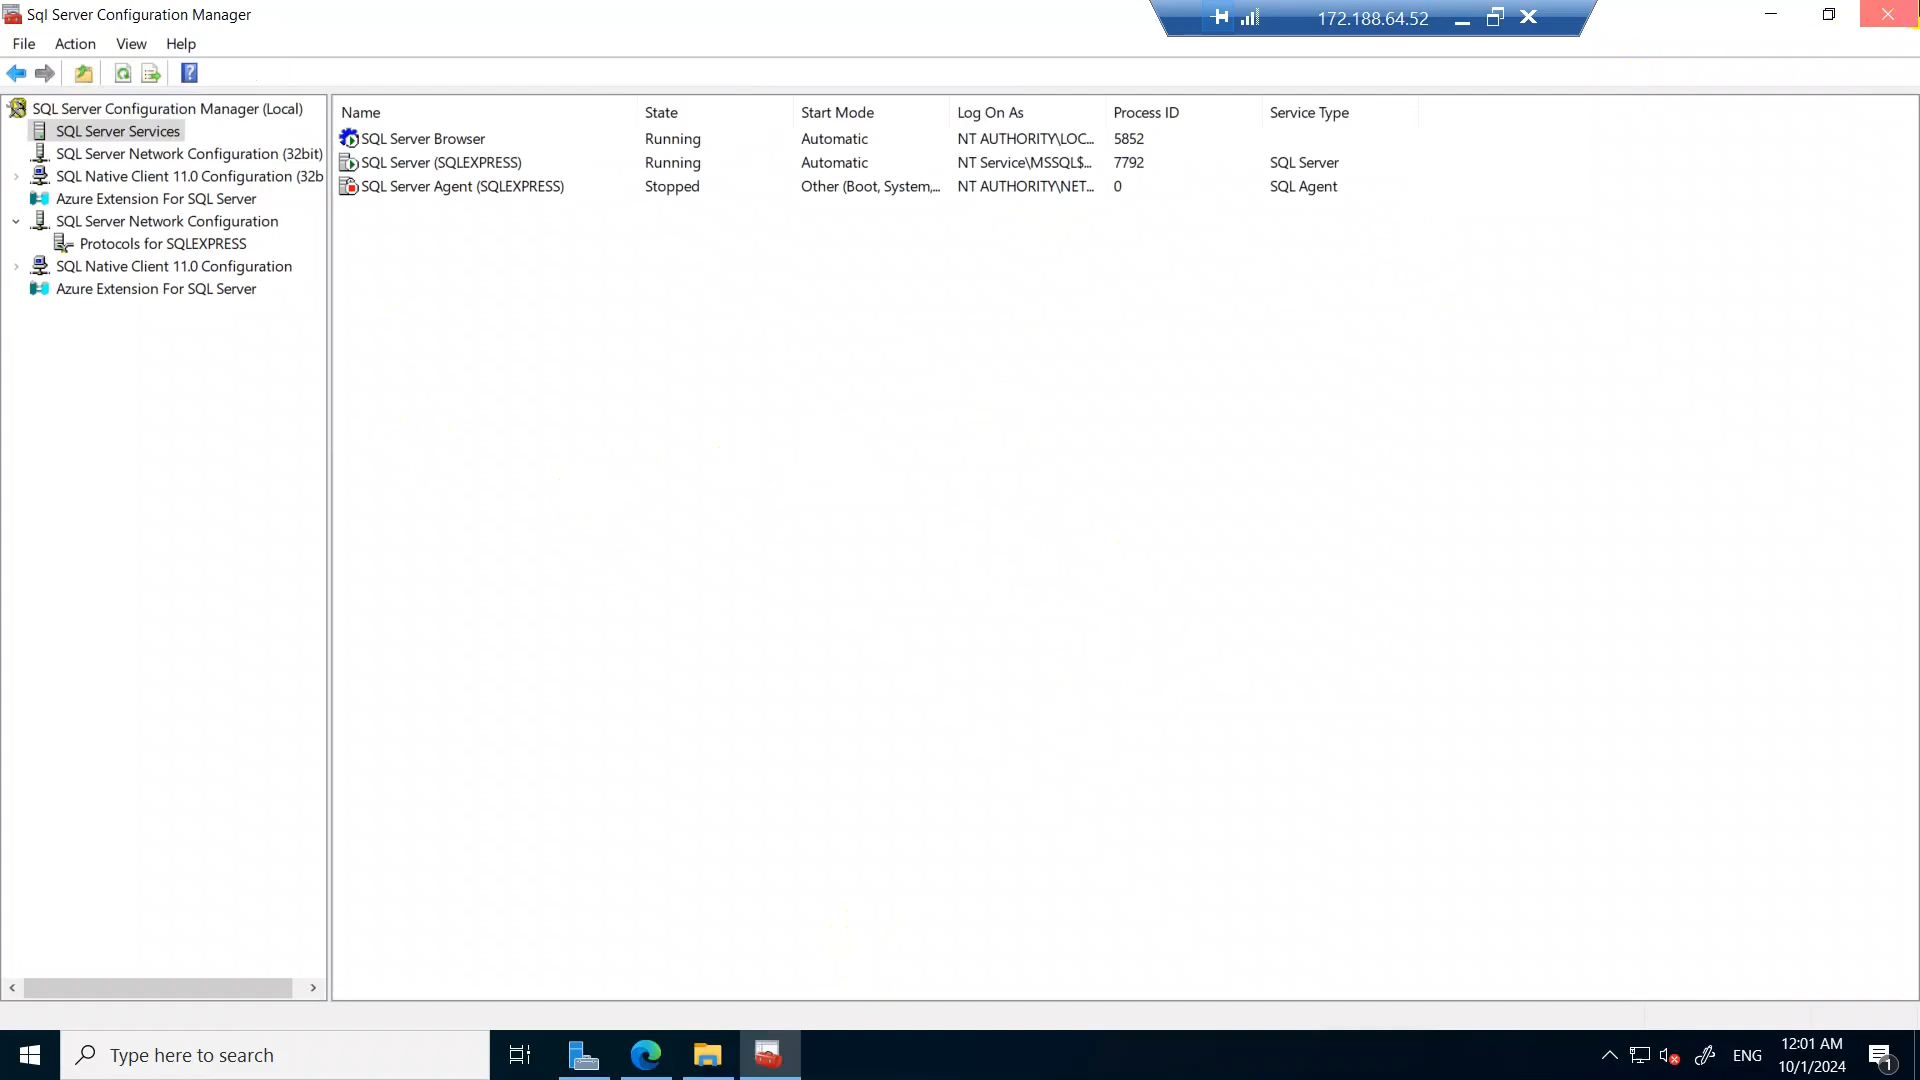 Sql Server Configuration Manager
172.188.64.52
File Action View Help
SQL Server Configuration Manager (Local)
SQL Server Services
SQL Server Network Configuration (32bit)
SQL Native Client 11.0 Configuration (32b
Azure Extension For SQL Server
SQL Server Network Configuration
Protocols for SQLEXPRESS
SQL Native Client 11.0 Configuration
Azure Extension For SQL Server
Name State Start Mode Log On As Process ID Service Type
SQL Server Browser Running Automatic NT AUTHORITY\LOC... 5852
SQL Server (SQLEXPRESS) Running Automatic NT Service\MSSQL$... 7792 SQL Server
SQL Server Agent (SQLEXPRESS) Stopped Other (Boot, System,... NT AUTHORITY\NET... 0 SQL Agent
Type here to search
ENG
12:01 AM
10/1/2024
1